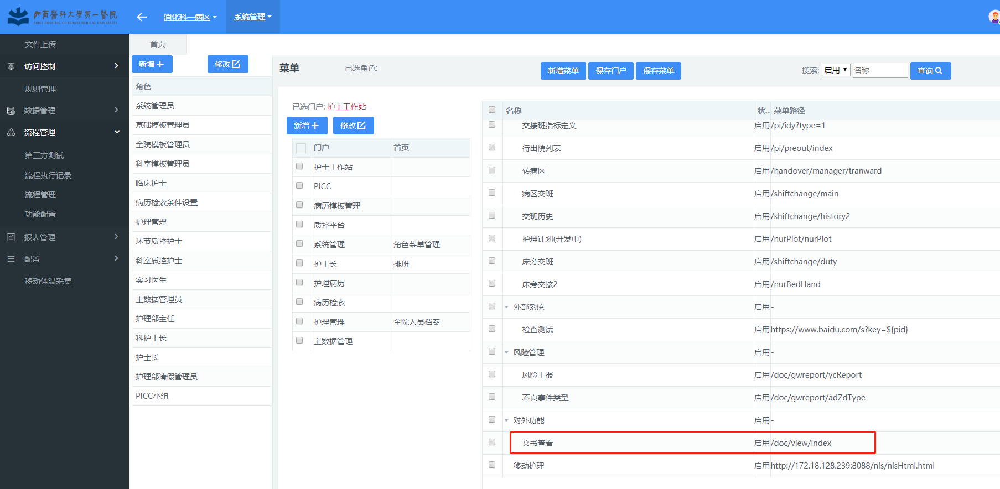 山西醫科大學第一醫院
FIRST HOSPITAL OF SHANXI MEDICAL UNIVERSITY
消化科一病区
系统管理
文件上传
访问控制
规则管理
数据管理
流程管理
第三方测试
流程执行记录
流程管理
功能配置
报表管理
配置
移动体温采集
首页
新增
修改
角色
系统管理员
基础模板管理员
全院模板管理员
科室模板管理员
临床护士
病历检索条件设置
护理管理
环节质控护士
科室质控护士
实习医生
主数据管理员
护理部主任
科护士长
护士长
护理部请假管理员
PICC小组
菜单
已选角色:
新增菜单
保存门户
保存菜单
搜索:
启用
名称
查询
已选门户: 护士工作站
新增
修改
门户 首页
护士工作站
PICC
病历模板管理
质控平台
系统管理 角色菜单管理
护士长 排班
护理病历
病历检索
护理管理 全院人员档案
主数据管理
名称 状.. 菜单路径
交接班指标定义 启用 /pi/idy?type=1
待出院列表 启用 /pi/preout/index
转病区 启用 /handover/manager/tranward
病区交班 启用 /shiftchange/main
交班历史 启用 /shiftchange/history2
护理计划(开发中) 启用 /nurPlot/nurPlot
床旁交班 启用 /shiftchange/duty
床旁交接2 启用 /nurBedHand
外部系统 启用 -
检查测试 启用 https://www.baidu.com/s?key=${pid}
风险管理 启用 -
风险上报 启用 /doc/gwreport/ycReport
不良事件类型 启用 /doc/gwreport/adZdType
对外功能 启用 -
文书查看 启用 /doc/view/index
移动护理 启用 http://172.18.128.239:8088/nis/nisHtml.html